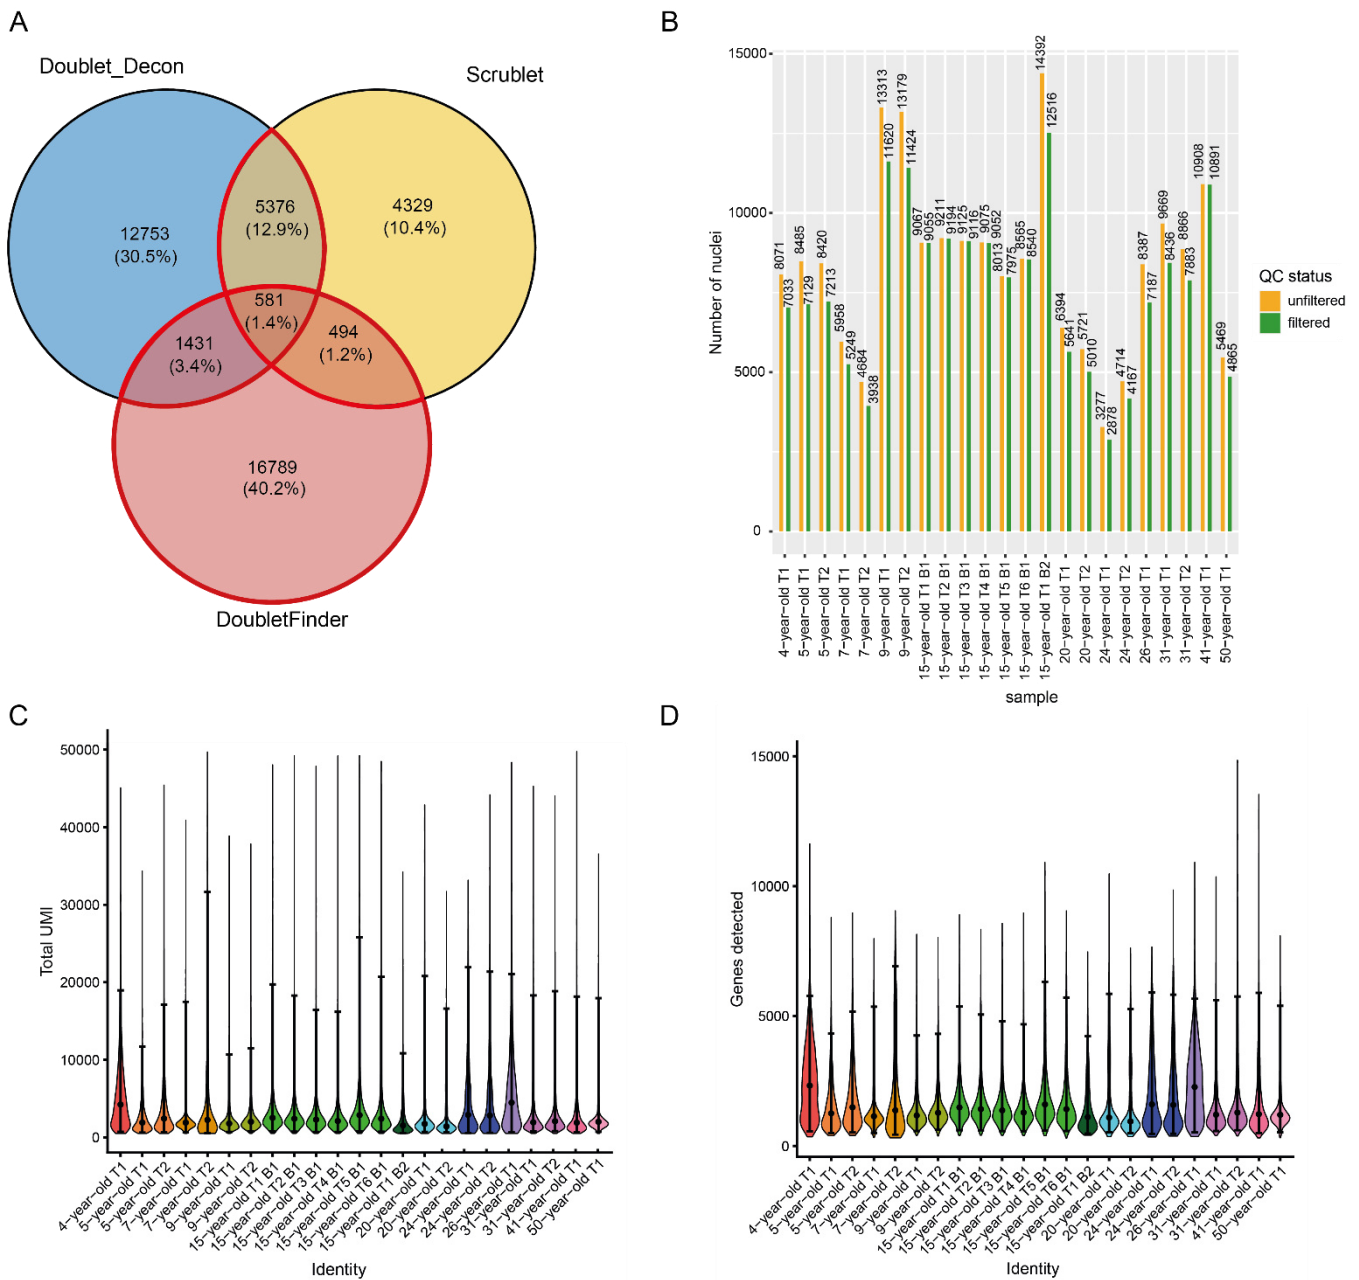 A
Doublet_Decon
Scrublet
5376
(12.9%)
4329
(10.4%)
12753
(30.5%)
581
(1.4%)
1431
(3.4%)
494
(1.2%)
16789
(40.2%)
DoubletFinder
B
Number of nuclei
15000
10000
5000
0
8071
7033
8485
7129
8420
7213
5958
5249
4684
3938
13313
11620
13179
11424
9067
9055
9211
9194
9125
9116
9075
9052
8013
7975
8565
8540
14392
12516
6394
5641
5721
5010
3277
2878
4714
4167
8387
7187
9669
8436
8866
7883
10908
10891
5469
4865
4−year−old T1
5−year−old T1
5−year−old T2
7−year−old T1
7−year−old T2
9−year−old T1
9−year−old T2
15−year−old T1 B1
15−year−old T2 B1
15−year−old T3 B1
15−year−old T4 B1
15−year−old T5 B1
15−year−old T6 B1
15−year−old T1 B2
20−year−old T1
20−year−old T2
24−year−old T1
24−year−old T2
26−year−old T1
31−year−old T1
31−year−old T2
41−year−old T1
50−year−old T1
sample
QC status
unfiltered
filtered
C
Total UMI
50000
40000
30000
20000
10000
0
4−year−old T1
5−year−old T1
5−year−old T2
7−year−old T1
7−year−old T2
9−year−old T1
9−year−old T2
15−year−old T1 B1
15−year−old T2 B1
15−year−old T3 B1
15−year−old T4 B1
15−year−old T5 B1
15−year−old T6 B1
15−year−old T1 B2
20−year−old T1
20−year−old T2
24−year−old T1
24−year−old T2
26−year−old T1
31−year−old T1
31−year−old T2
41−year−old T1
50−year−old T1
Identity
D
Genes detected
15000
10000
5000
0
4−year−old T1
5−year−old T1
5−year−old T2
7−year−old T1
7−year−old T2
9−year−old T1
9−year−old T2
15−year−old T1 B1
15−year−old T2 B1
15−year−old T3 B1
15−year−old T4 B1
15−year−old T5 B1
15−year−old T6 B1
15−year−old T1 B2
20−year−old T1
20−year−old T2
24−year−old T1
24−year−old T2
26−year−old T1
31−year−old T1
31−year−old T2
41−year−old T1
50−year−old T1
Identity